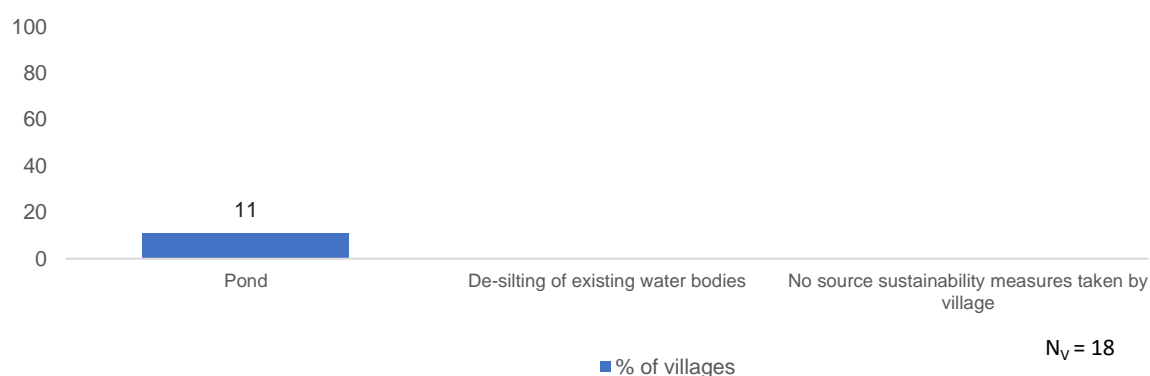 100
80
60
40
20
0
11
Pond
De-silting of existing water bodies
No source sustainability measures taken by
village
N_V = 18
% of villages